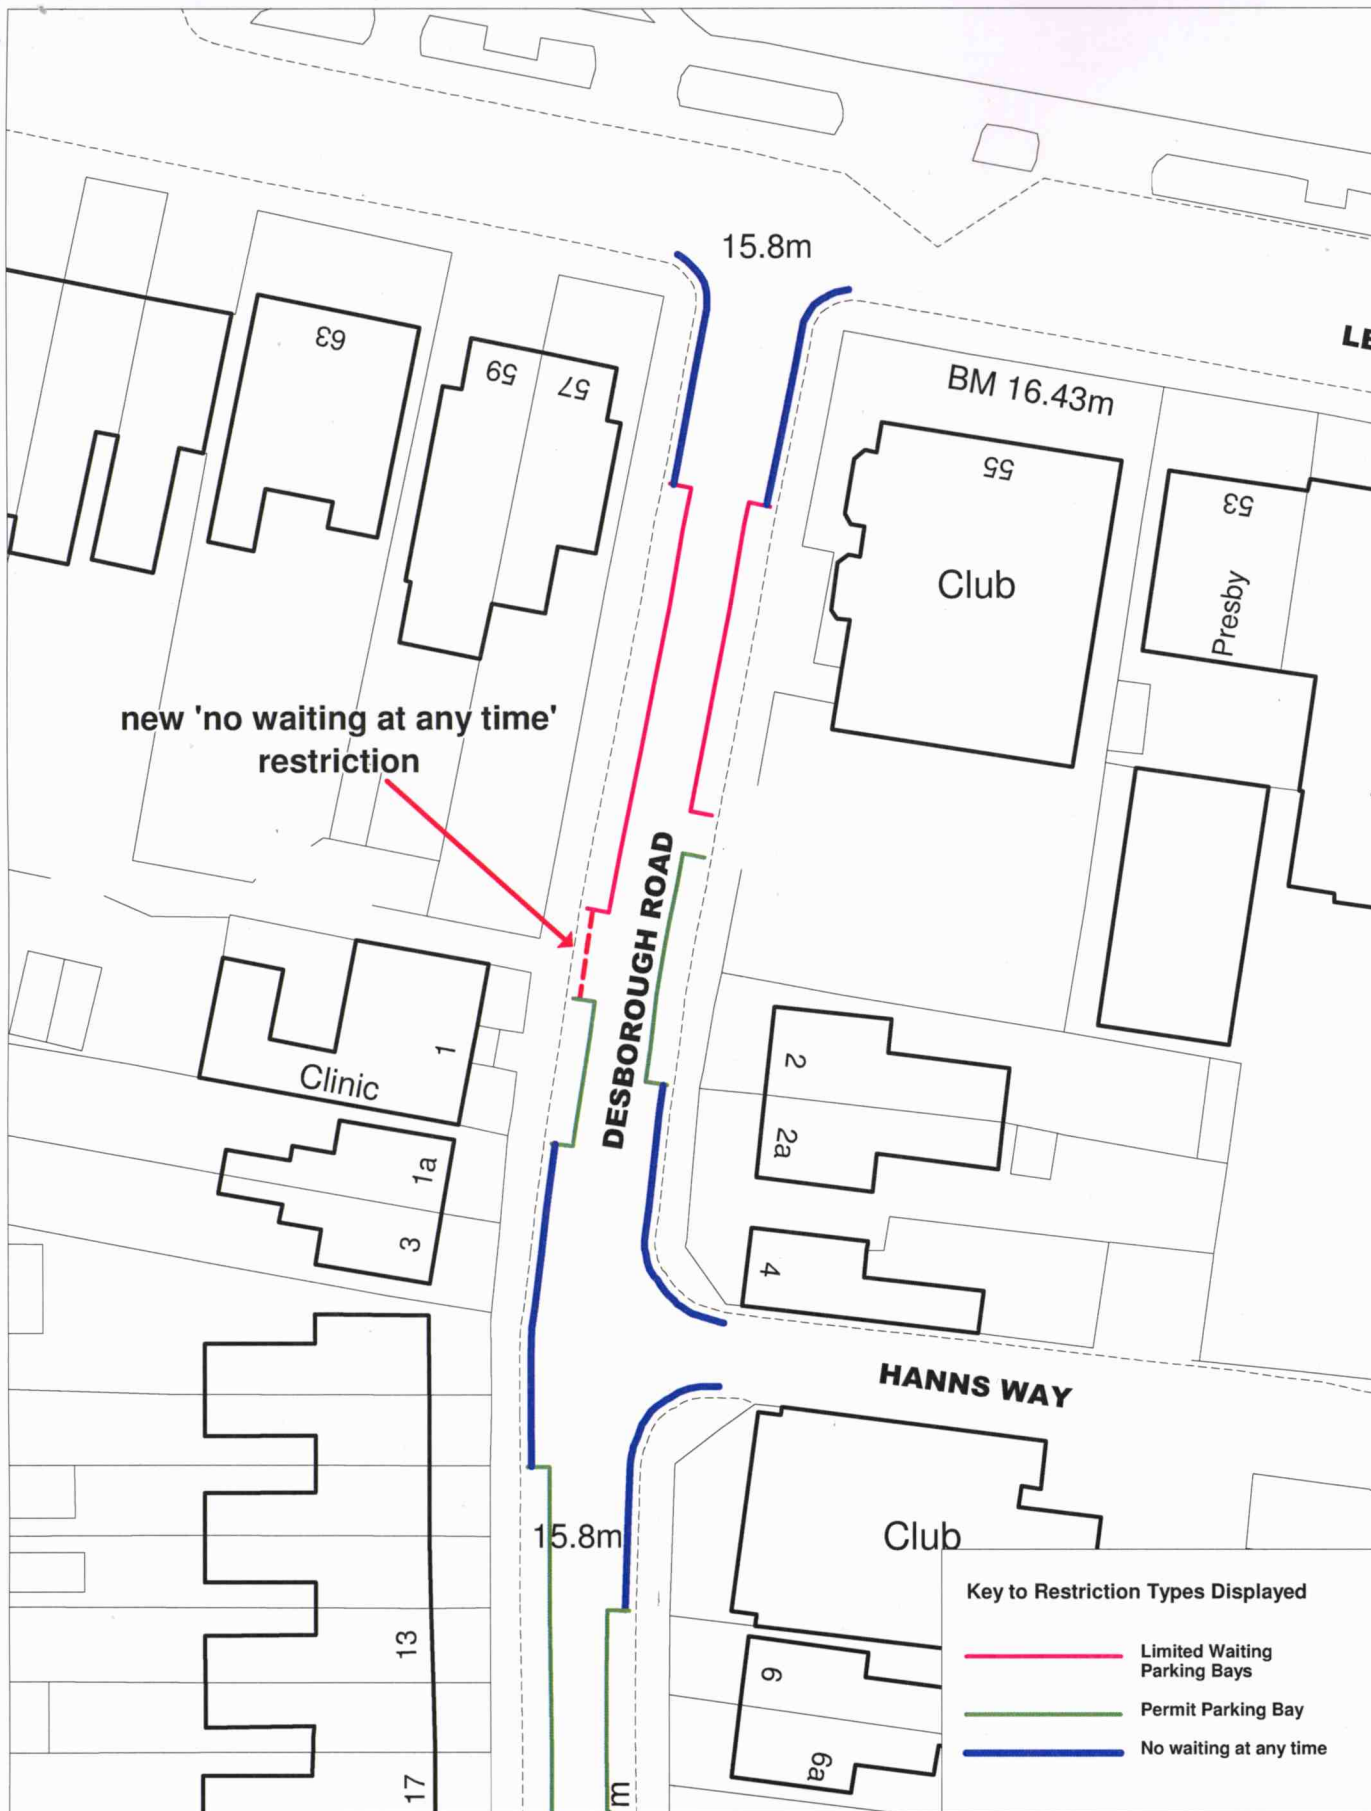 15.8m
LE
63
59
57
BM 16.43m
55
53
Club
Presby
new 'no waiting at any time'
restriction
DESBOROUGH ROAD
1
Clinic
2
2a
1a
3
4
HANNS WAY
15.8m
Club
13
6
6a
17
m
Key to Restriction Types Displayed
Limited Waiting
Parking Bays
Permit Parking Bay
No waiting at any time